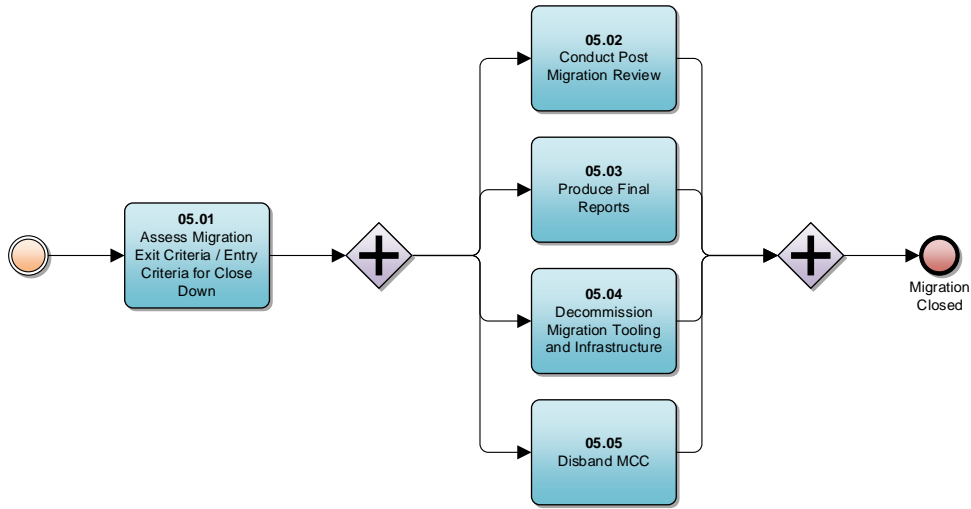 05.01
Assess Migration
Exit Criteria / Entry
Criteria for Close
Down
05.02
Conduct Post
Migration Review
05.03
Produce Final
Reports
05.04
Decommission
Migration Tooling
and Infrastructure
05.05
Disband MCC
Migration
Closed